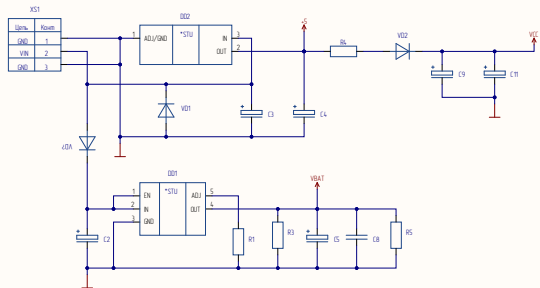 XS1
Цепь Конт
GND 1
VIN 2
GND 3
DD2
1 ADJ/GND *STU IN 3
OUT 2
+5
R4
VD2
VCC
C9
C11
VD1
C3
C4
DD1
1 EN *STU ADJ 5
2 IN OUT 4
3 GND
VBAT
C2
R1
R3
C5
C8
R5